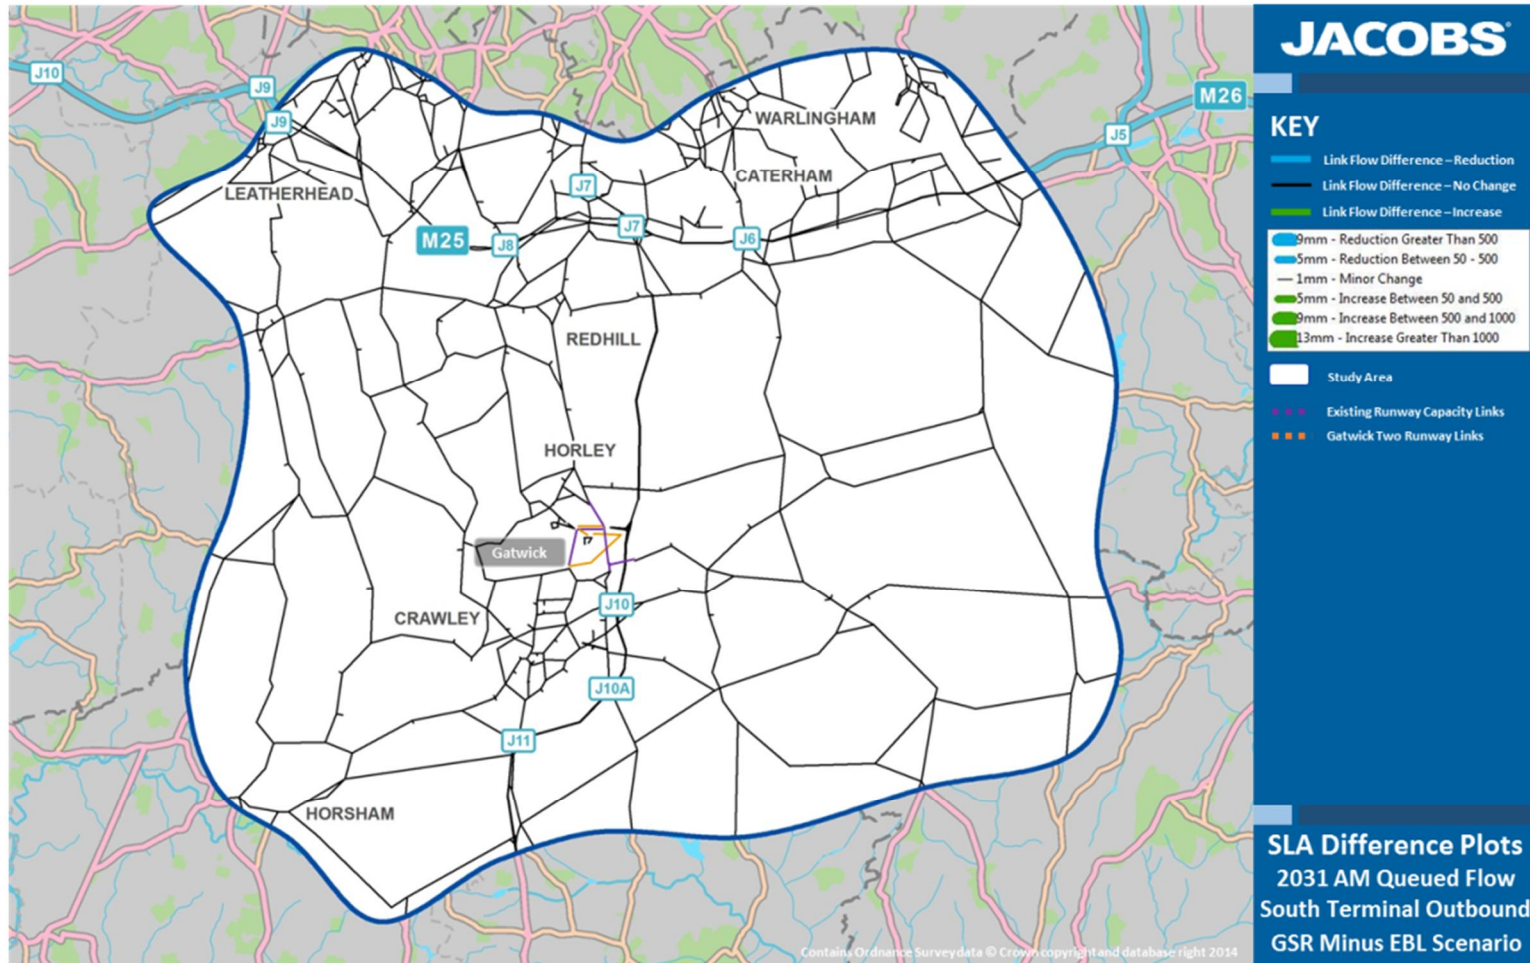 J10
J9
J9
M26
J5
WARLINGHAM
CATERHAM
LEATHERHEAD
J7
M25
J8
J7
J6
REDHILL
HORLEY
Gatwick
CRAWLEY
J10
J10A
J11
HORSHAM
Contains Ordnance Survey data © Crown copyright and database right 2014
JACOBS
KEY
Link Flow Difference – Reduction
Link Flow Difference – No Change
Link Flow Difference – Increase
9mm - Reduction Greater Than 500
5mm - Reduction Between 50 - 500
1mm - Minor Change
5mm - Increase Between 50 and 500
9mm - Increase Between 500 and 1000
13mm - Increase Greater Than 1000
Study Area
Existing Runway Capacity Links
Gatwick Two Runway Links
SLA Difference Plots
2031 AM Queued Flow
South Terminal Outbound
GSR Minus EBL Scenario